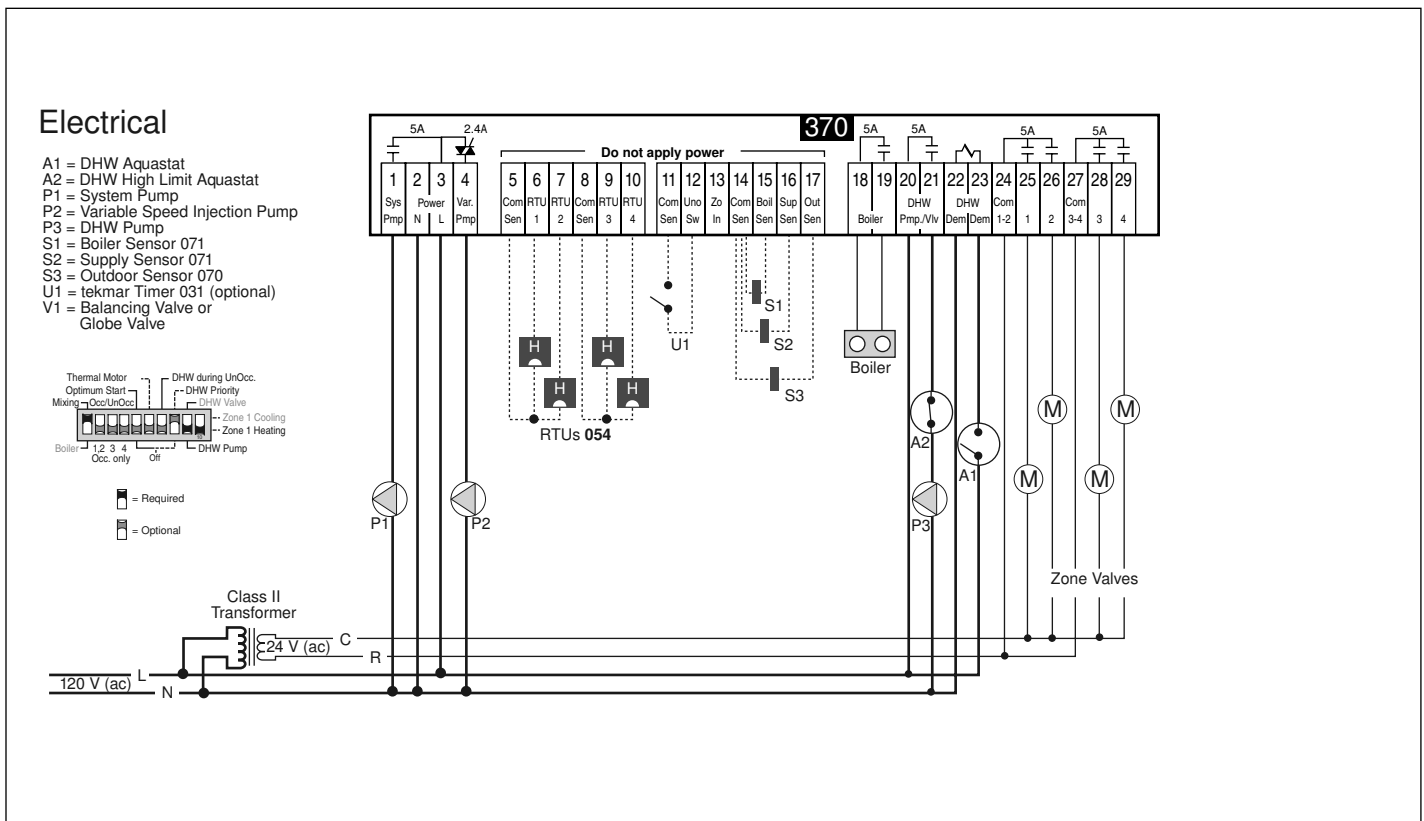 Electrical
A1 = DHW Aquastat
A2 = DHW High Limit Aquastat
P1 = System Pump
P2 = Variable Speed Injection Pump
P3 = DHW Pump
S1 = Boiler Sensor 071
S2 = Supply Sensor 071
S3 = Outdoor Sensor 070
U1 = tekmar Timer 031 (optional)
V1 = Balancing Valve or
Globe Valve
Thermal Motor
DHW during UnOcc.
Optimum Start
DHW Priority
Mixing
Occ/UnOcc
DHW Valve
Zone 1 Cooling
Zone 1 Heating
Boiler
1,2 3 4
Occ. only
Off
DHW Pump
= Required
= Optional
370
5A 2.4A 5A 5A 5A 5A
Do not apply power
1 2 3 4 5 6 7 8 9 10 11 12 13 14 15 16 17 18 19 20 21 22 23 24 25 26 27 28 29
Sys Power Var. Com RTU RTU Com RTU RTU Com Uno Zo Com Boil Sup Out Boiler DHW DHW Com 1 2 Com 3 4
Pmp N L Pmp Sen 1 2 Sen 3 4 Sen Sw In Sen Sen Sen Sen Pmp./Vlv Dem Dem 1-2 3-4
H
H
H
H
RTUs 054
U1
S1
S2
S3
Boiler
A2
A1
M
M
M
M
P1
P2
P3
Zone Valves
Class II
Transformer
24 V (ac)
C
R
120 V (ac)
L
N